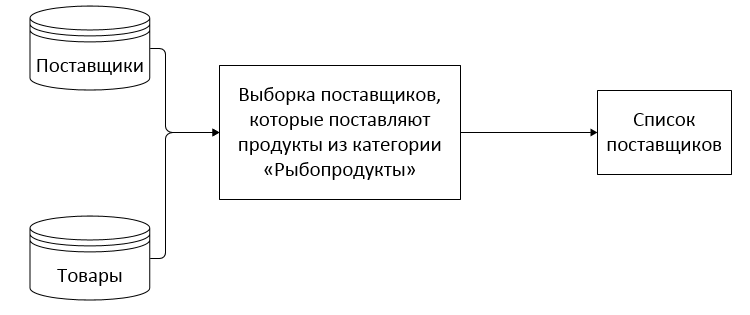 Поставщики
Выборка поставщиков,
которые поставляют
продукты из категории
«Рыбопродукты»
Список
поставщиков
Товары